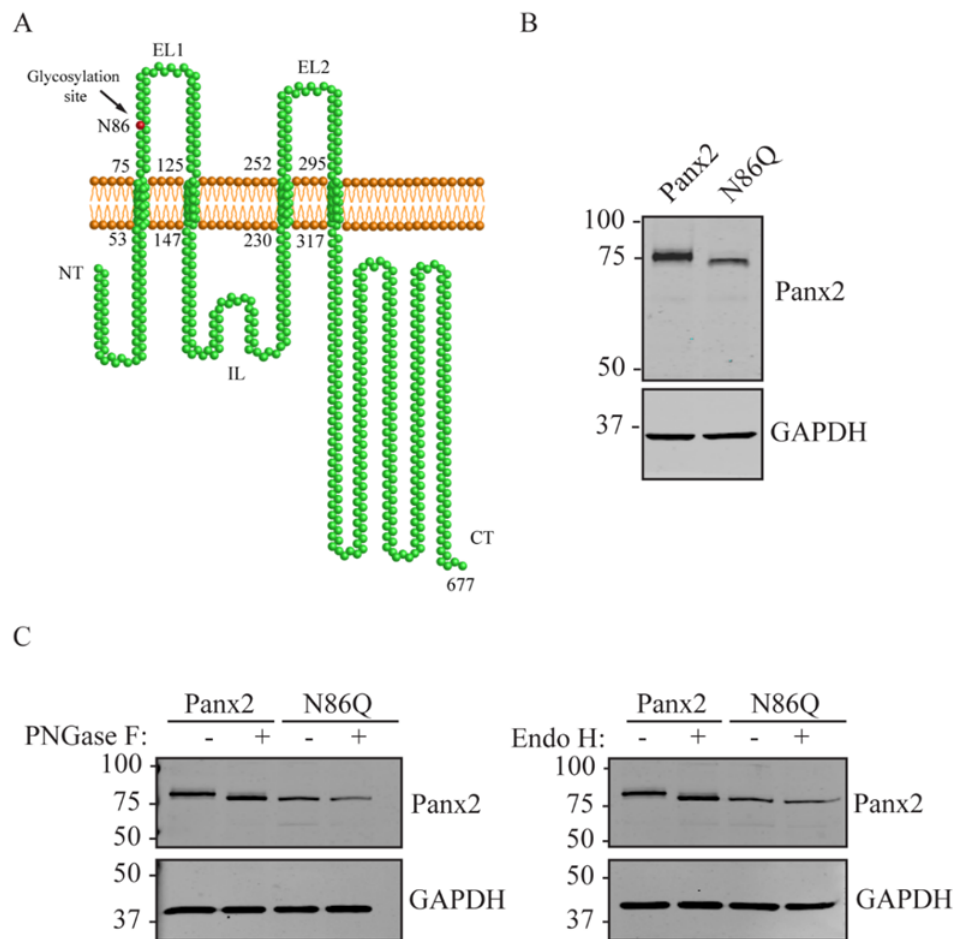 A
EL1
Glycosylation
site
N86
EL2
75 125 252 295
53 147 230 317
NT
IL
CT
677
B
Panx2 N86Q
100 -
75 -
Panx2
50 -
37 -
GAPDH
C
Panx2 N86Q
PNGase F: - + - +
100
75
Panx2
50
50
GAPDH
37
Panx2 N86Q
Endo H: - + - +
100
75
Panx2
50
50
GAPDH
37